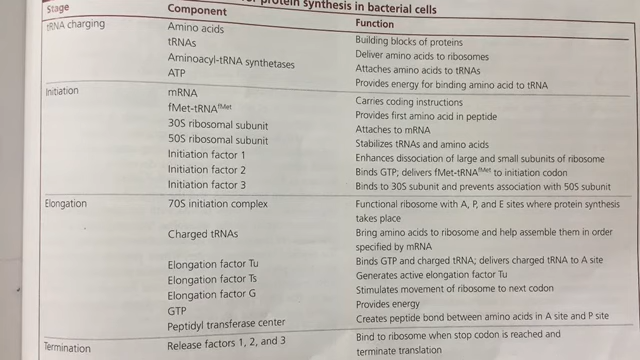 protein synthesis in bacterial cells
Stage Component Function
tRNA charging Amino acids Building blocks of proteins
tRNAs Deliver amino acids to ribosomes
Aminoacyl-tRNA synthetases Attaches amino acids to tRNAs
ATP Provides energy for binding amino acid to tRNA
Initiation mRNA Carries coding instructions
fMet-tRNAfMet Provides first amino acid in peptide
30S ribosomal subunit Attaches to mRNA
50S ribosomal subunit Stabilizes tRNAs and amino acids
Initiation factor 1 Enhances dissociation of large and small subunits of ribosome
Initiation factor 2 Binds GTP; delivers fMet-tRNAfMet to initiation codon
Initiation factor 3 Binds to 30S subunit and prevents association with 50S subunit
Elongation 70S initiation complex Functional ribosome with A, P, and E sites where protein synthesis
takes place
Charged tRNAs Bring amino acids to ribosome and help assemble them in order
specified by mRNA
Elongation factor Tu Binds GTP and charged tRNA; delivers charged tRNA to A site
Elongation factor Ts Generates active elongation factor Tu
Elongation factor G Stimulates movement of ribosome to next codon
GTP Provides energy
Peptidyl transferase center Creates peptide bond between amino acids in A site and P site
Termination Release factors 1, 2, and 3 Bind to ribosome when stop codon is reached and
terminate translation